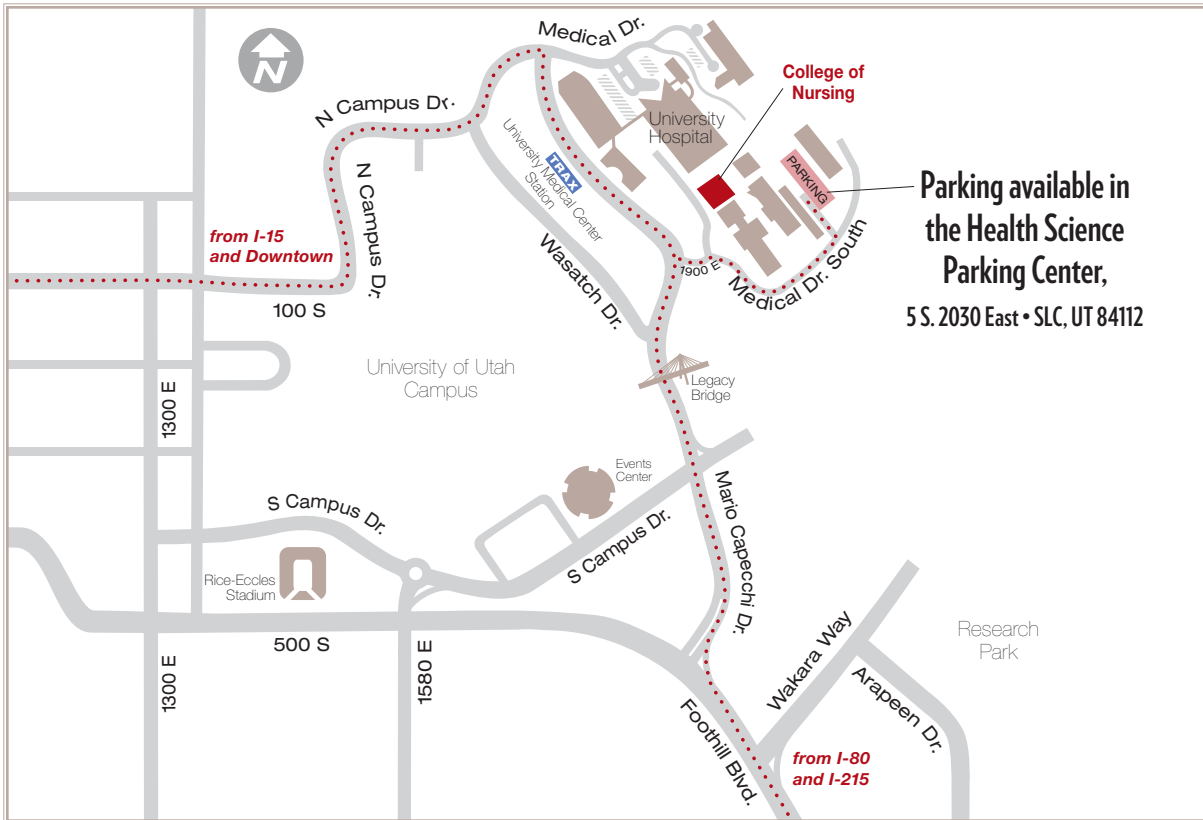 N
Medical Dr.
College of
Nursing
N Campus Dr.
University
Hospital
TRAX
University Medical Center
Station
PARKING
Parking available in
the Health Science
Parking Center,
5 S. 2030 East • SLC, UT 84112
N Campus Dr.
from I-15
and Downtown
100 S
Wasatch Dr.
1900 E
Medical Dr. South
University of Utah
Campus
Legacy
Bridge
1300 E
Events
Center
Mario Capecchi Dr.
S Campus Dr.
S Campus Dr.
Rice-Eccles
Stadium
500 S
1300 E
1580 E
Foothill Blvd.
Wakara Way
Research
Park
Arapeen Dr.
from I-80
and I-215